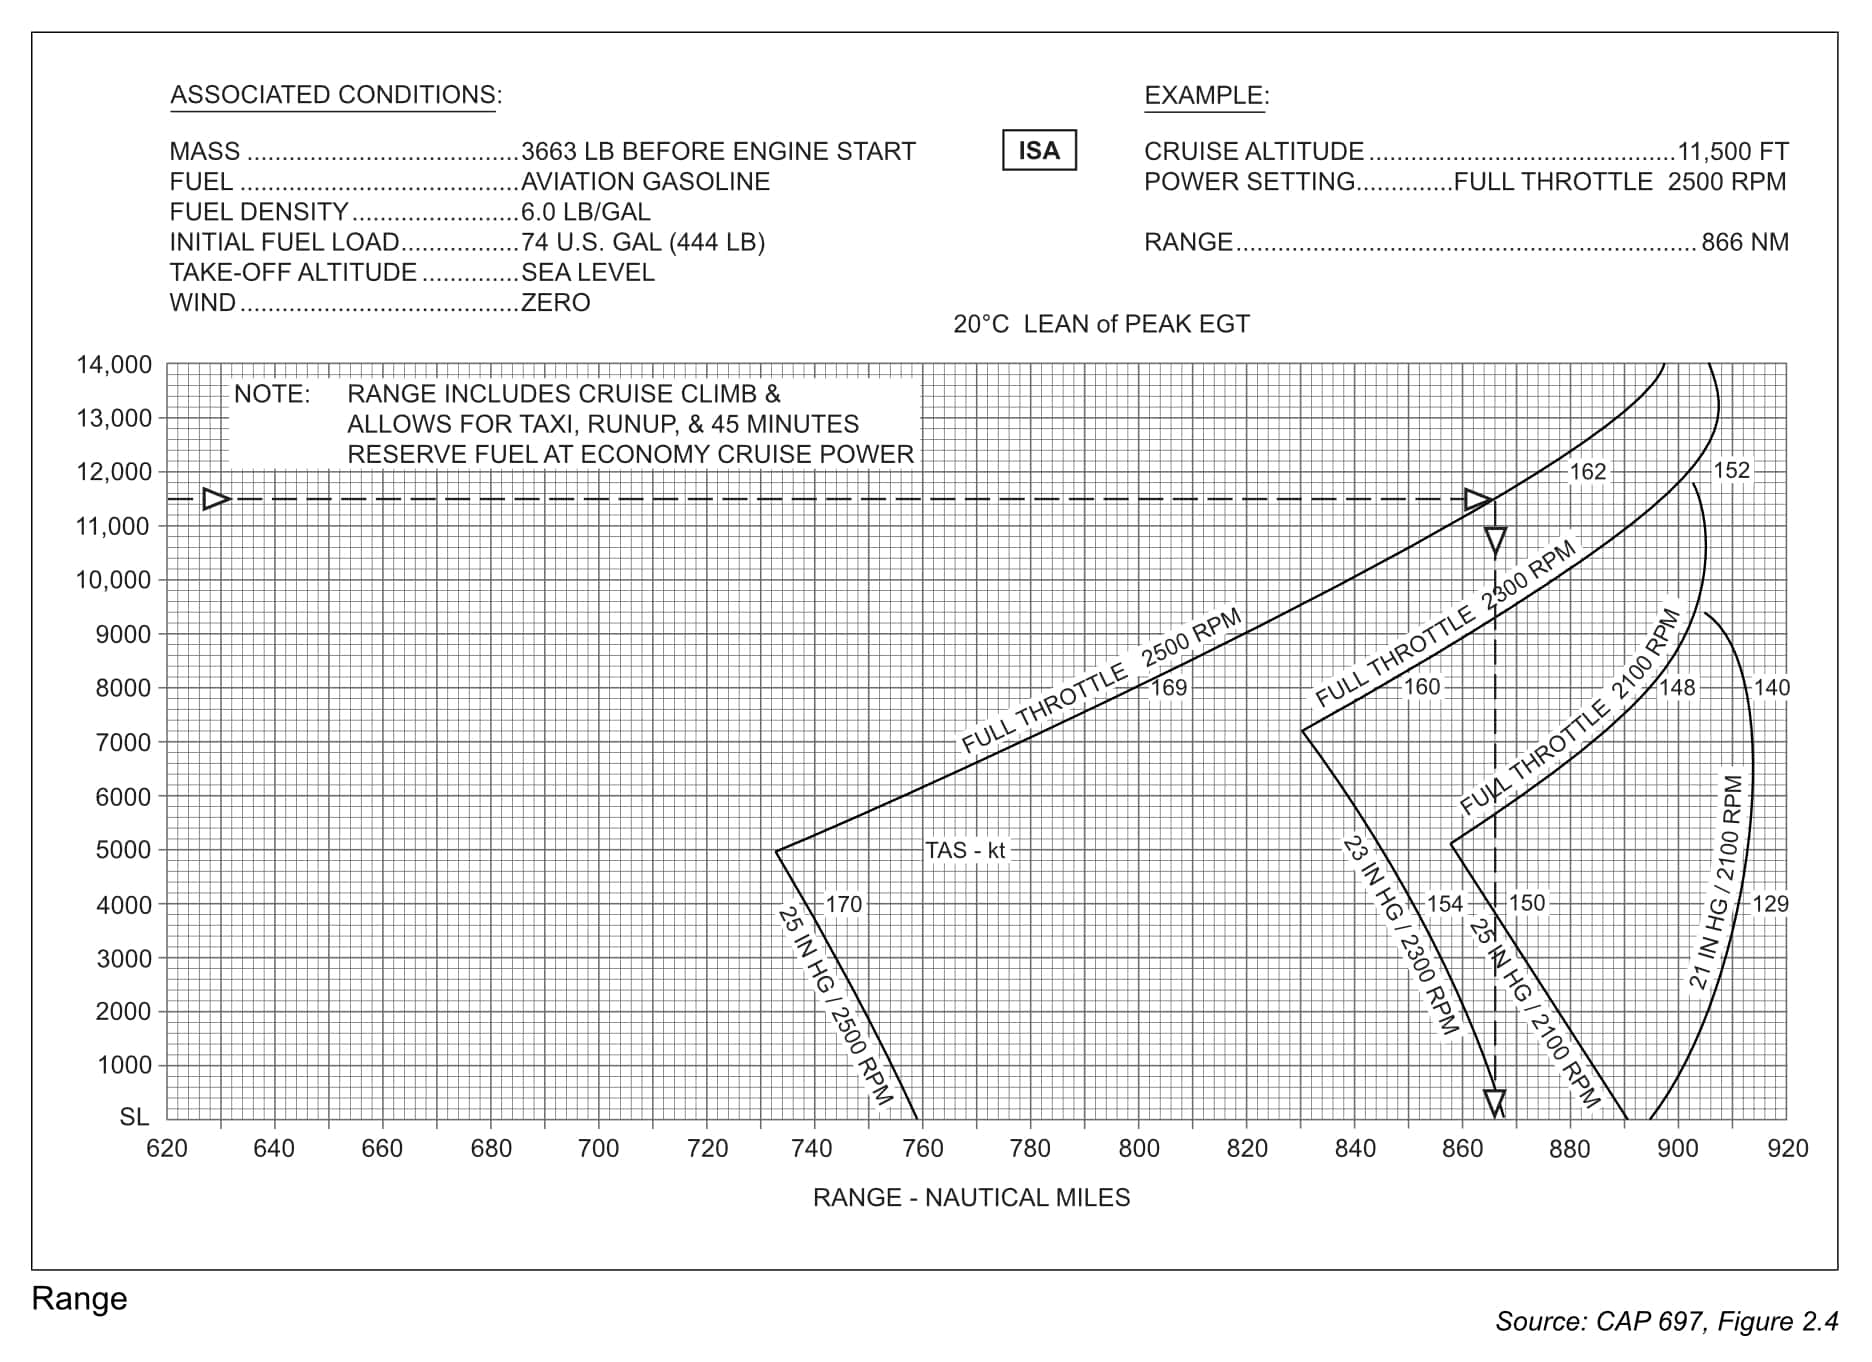 ASSOCIATED CONDITIONS:
MASS .......................................3663 LB BEFORE ENGINE START
FUEL ........................................AVIATION GASOLINE
FUEL DENSITY........................6.0 LB/GAL
INITIAL FUEL LOAD.................74 U.S. GAL (444 LB)
TAKE-OFF ALTITUDE ..............SEA LEVEL
WIND........................................ZERO
ISA
EXAMPLE:
CRUISE ALTITUDE............................................11,500 FT
POWER SETTING..............FULL THROTTLE 2500 RPM
RANGE.................................................................. 866 NM
20°C LEAN of PEAK EGT
NOTE: RANGE INCLUDES CRUISE CLIMB &
ALLOWS FOR TAXI, RUNUP, & 45 MINUTES
RESERVE FUEL AT ECONOMY CRUISE POWER
14,000
13,000
12,000
11,000
10,000
9000
8000
7000
6000
5000
4000
3000
2000
1000
SL
162
152
FULL THROTTLE 2500 RPM
169
FULL THROTTLE 2300 RPM
160
FULL THROTTLE 2100 RPM
148
140
TAS - kt
170
25 IN HG / 2500 RPM
23 IN HG / 2300 RPM
154
150
25 IN HG / 2100 RPM
21 IN HG / 2100 RPM
129
620 640 660 680 700 720 740 760 780 800 820 840 860 880 900 920
RANGE - NAUTICAL MILES
Range
Source: CAP 697, Figure 2.4